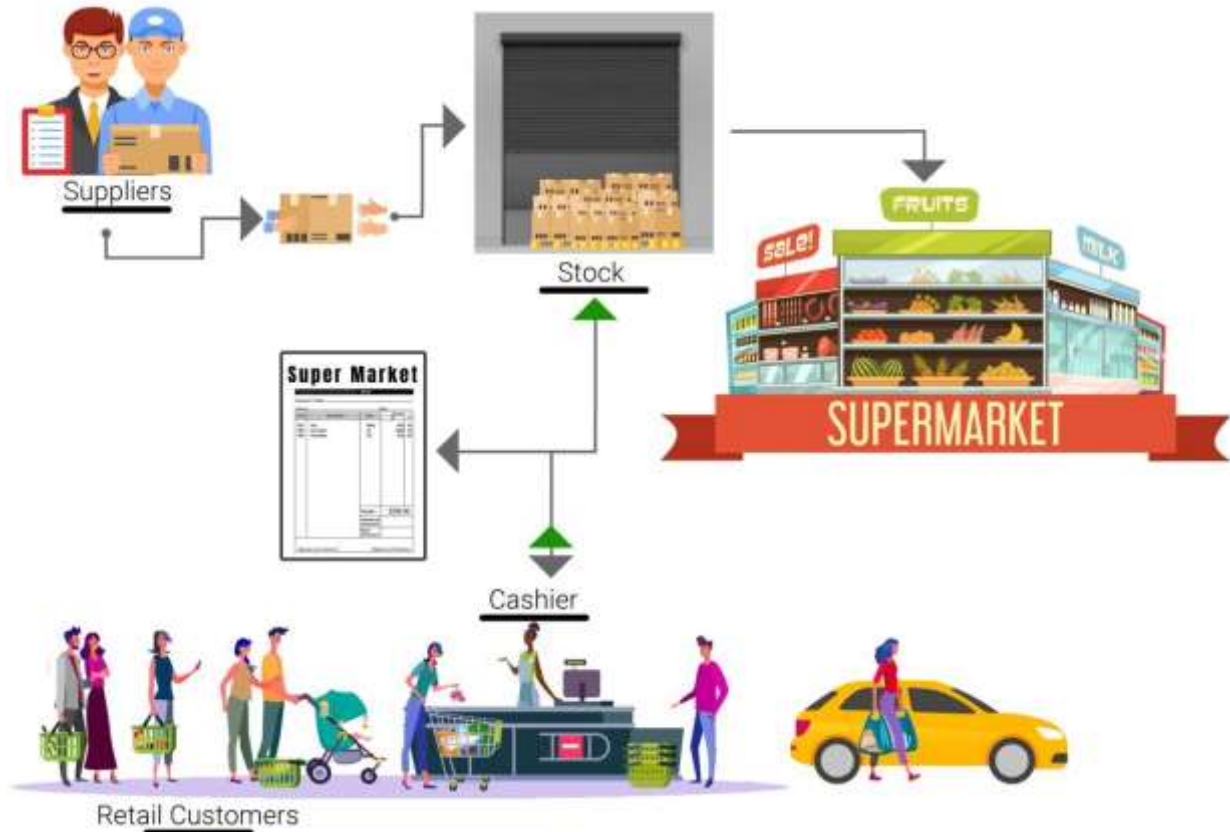 Suppliers
Stock
FRUITS
SALE!
MILK
SUPERMARKET
Super Market
Cashier
Retail Customers